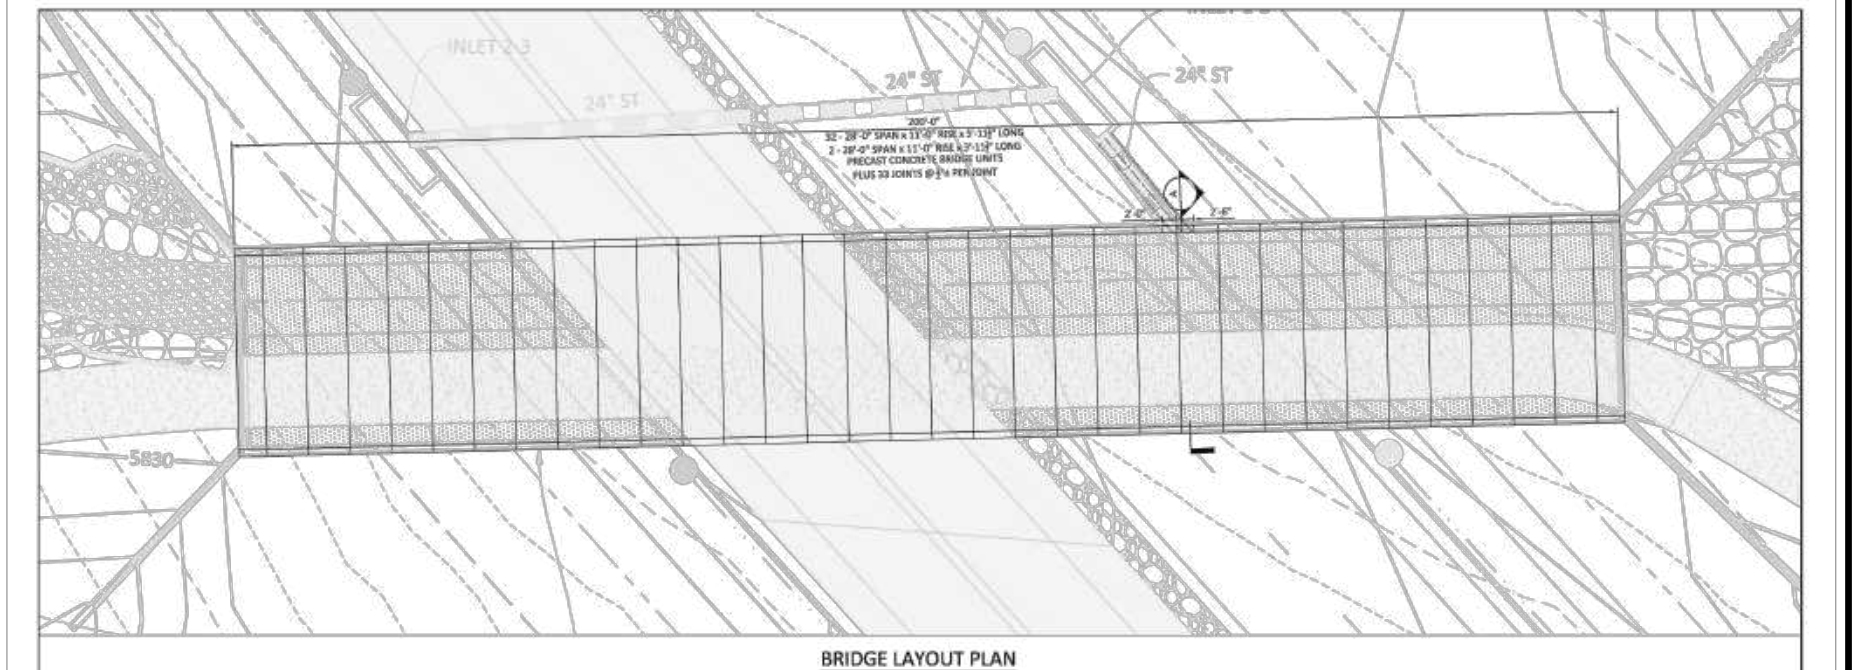 INLET 2-3
24" ST
24" ST
24" ST
200'-0"
32 - 28'-0" SPAN x 11'-0" RISE x 5'-11½" LONG
2 - 28'-0" SPAN x 11'-0" RISE x 3'-11½" LONG
PRECAST CONCRETE BRIDGE UNITS
PLUS 33 JOINTS @ ½"± PER JOINT
A
2'-0"
2'-6"
5830
BRIDGE LAYOUT PLAN